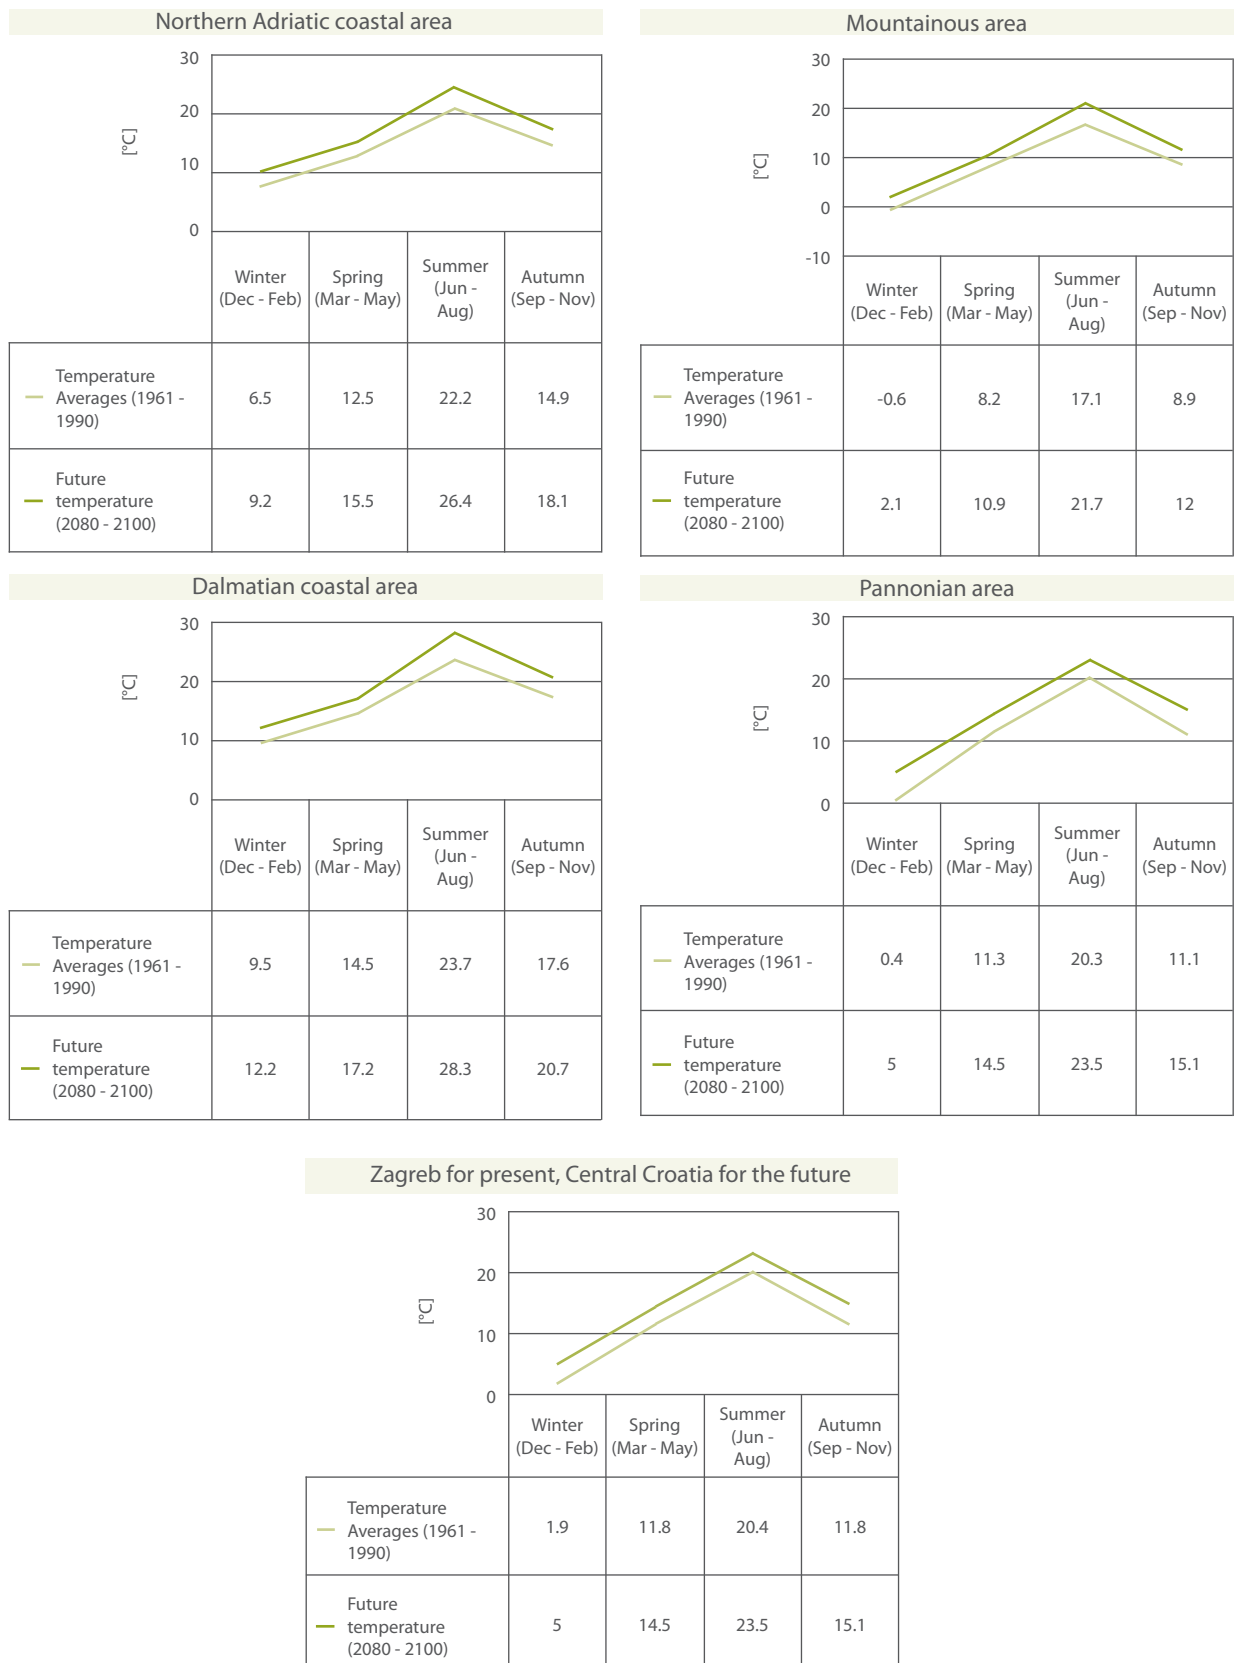 Northern Adriatic coastal area
30
20
10
0
[°C]
Winter
(Dec - Feb)
Spring
(Mar - May)
Summer
(Jun -
Aug)
Autumn
(Sep - Nov)
Temperature
Averages (1961 -
1990)
6.5
12.5
22.2
14.9
Future
temperature
(2080 - 2100)
9.2
15.5
26.4
18.1
Mountainous area
30
20
10
0
-10
[°C]
Winter
(Dec - Feb)
Spring
(Mar - May)
Summer
(Jun -
Aug)
Autumn
(Sep - Nov)
Temperature
Averages (1961 -
1990)
-0.6
8.2
17.1
8.9
Future
temperature
(2080 - 2100)
2.1
10.9
21.7
12
Dalmatian coastal area
30
20
10
0
[°C]
Winter
(Dec - Feb)
Spring
(Mar - May)
Summer
(Jun -
Aug)
Autumn
(Sep - Nov)
Temperature
Averages (1961 -
1990)
9.5
14.5
23.7
17.6
Future
temperature
(2080 - 2100)
12.2
17.2
28.3
20.7
Pannonian area
30
20
10
0
[°C]
Winter
(Dec - Feb)
Spring
(Mar - May)
Summer
(Jun -
Aug)
Autumn
(Sep - Nov)
Temperature
Averages (1961 -
1990)
0.4
11.3
20.3
11.1
Future
temperature
(2080 - 2100)
5
14.5
23.5
15.1
Zagreb for present, Central Croatia for the future
30
20
10
0
[°C]
Winter
(Dec - Feb)
Spring
(Mar - May)
Summer
(Jun -
Aug)
Autumn
(Sep - Nov)
Temperature
Averages (1961 -
1990)
1.9
11.8
20.4
11.8
Future
temperature
(2080 - 2100)
5
14.5
23.5
15.1